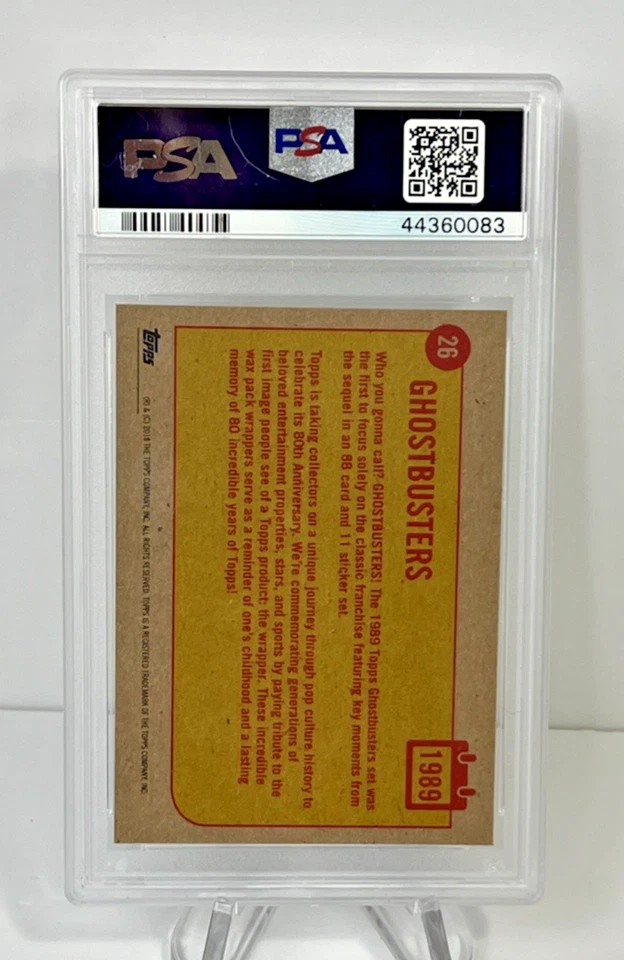 PSA
PSA
44360083
26
GHOSTBUSTERS
1989
Who you gonna call? GHOSTBUSTERS! The 1989 Topps Ghostbusters set was
the first to focus solely on the classic franchise featuring key moments from
the sequel in an 88 card and 11 sticker set.
Topps is taking collectors on a unique journey through pop culture history to
celebrate its 80th Anniversary. We're commemorating generations of
beloved entertainment properties, stars, and sports by paying tribute to the
first image people see of a Topps product: the wrapper. These incredible
wax pack wrappers serve as a reminder of one's childhood and a lasting
memory of 80 incredible years of Topps!
topps
® & (C) 2018 THE TOPPS COMPANY, INC. ALL RIGHTS RESERVED. TOPPS IS A REGISTERED TRADEMARK OF THE TOPPS COMPANY, INC.